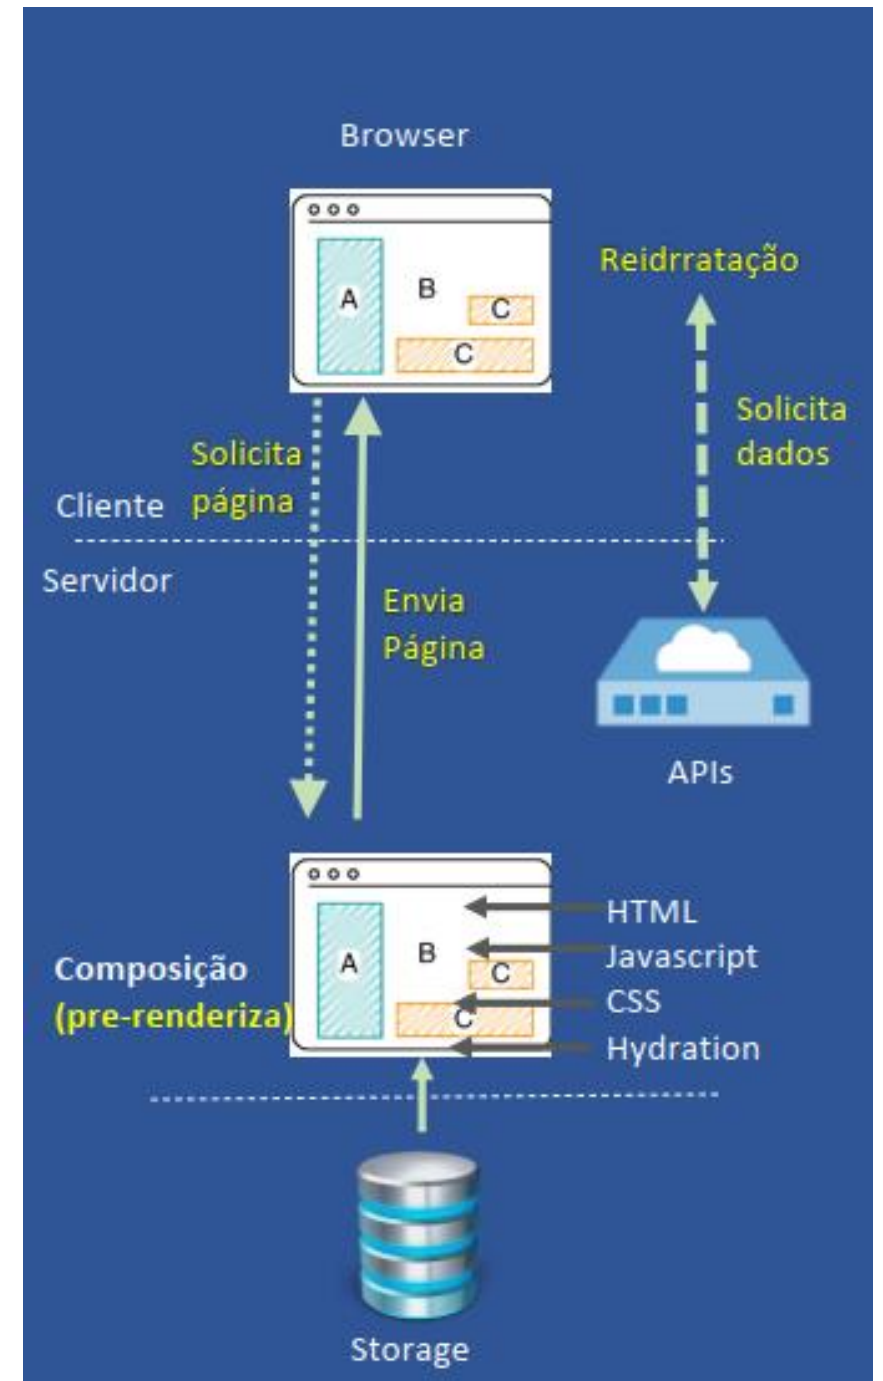 Browser
A
B
C
C
Reidrratação
Solicita
dados
Solicita
página
Cliente
Servidor
Envia
Página
APIs
Composição
(pre-renderiza)
A
B
C
C
HTML
Javascript
CSS
Hydration
Storage